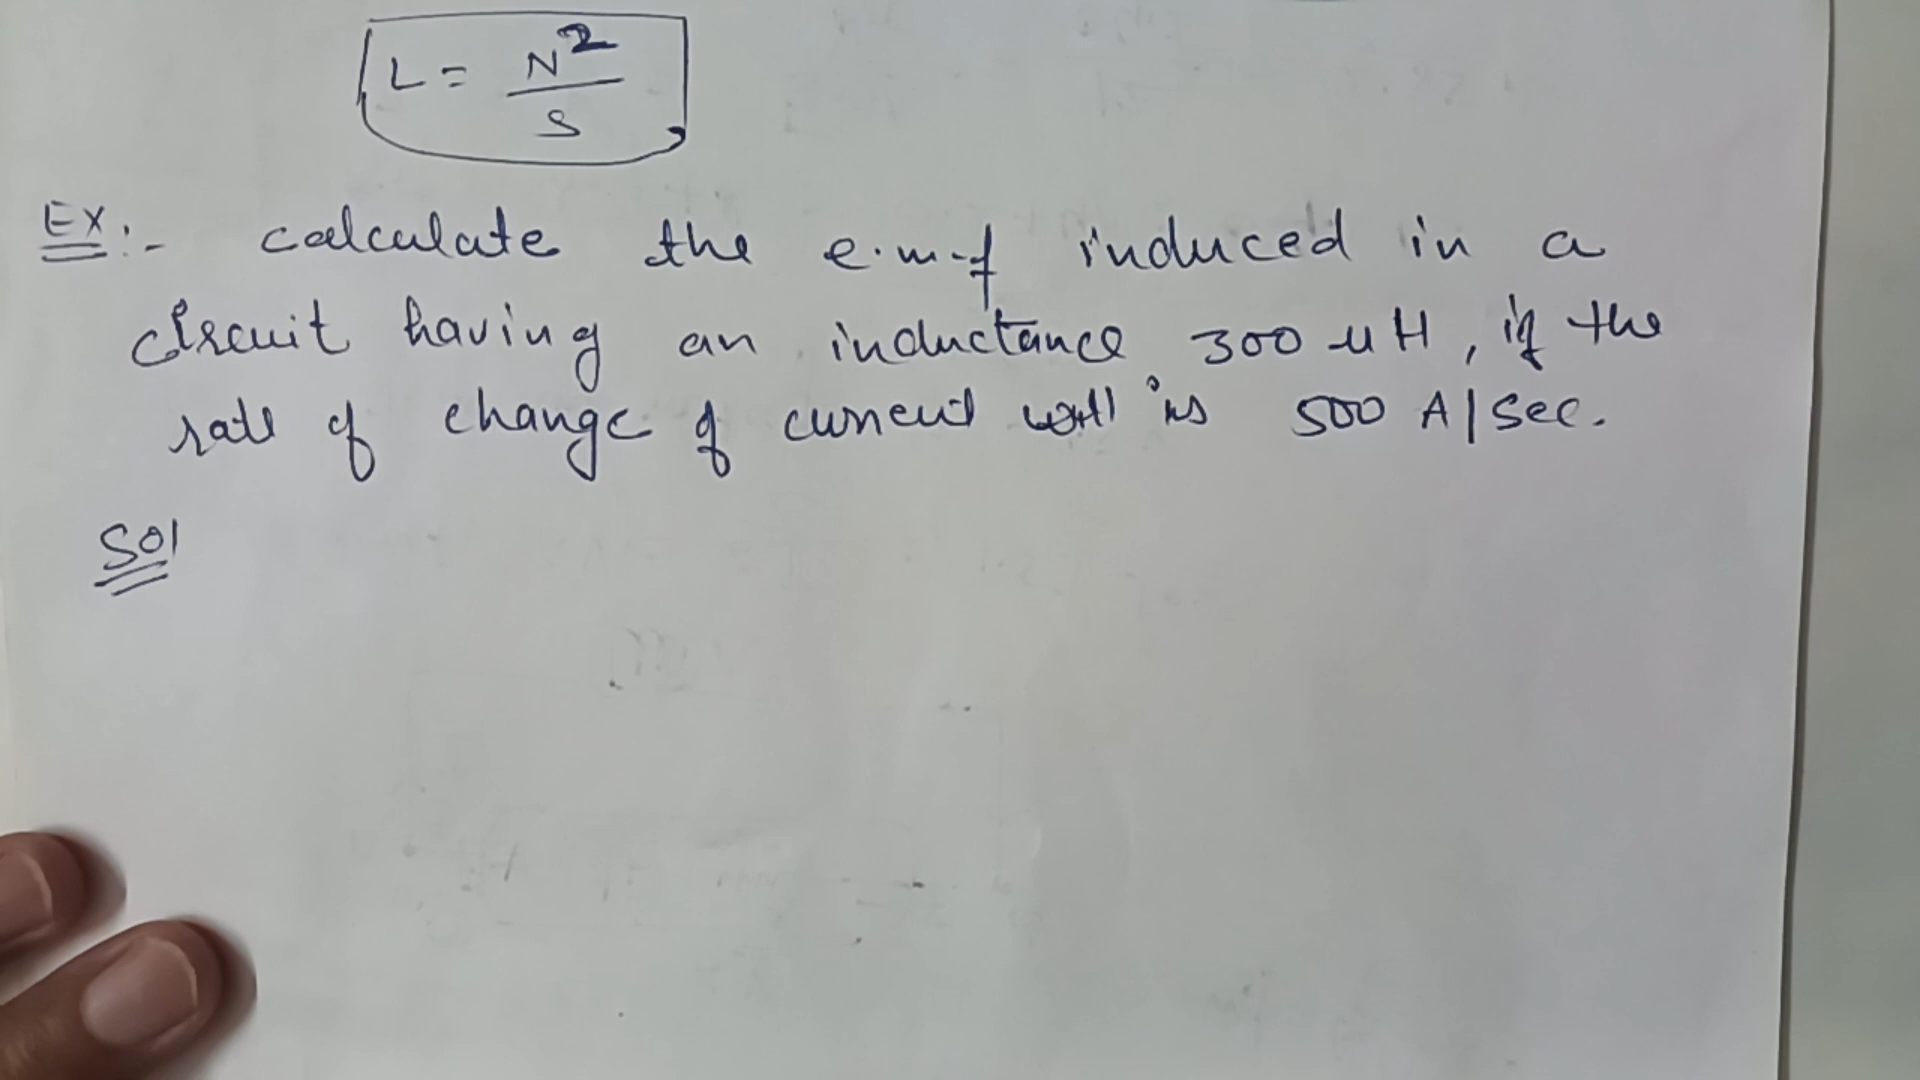 L = N²/S
Ex:- calculate the e.m.f induced in a
circuit having an inductance 300 μH, if the
rate of change of current is 500 A/sec.
Sol